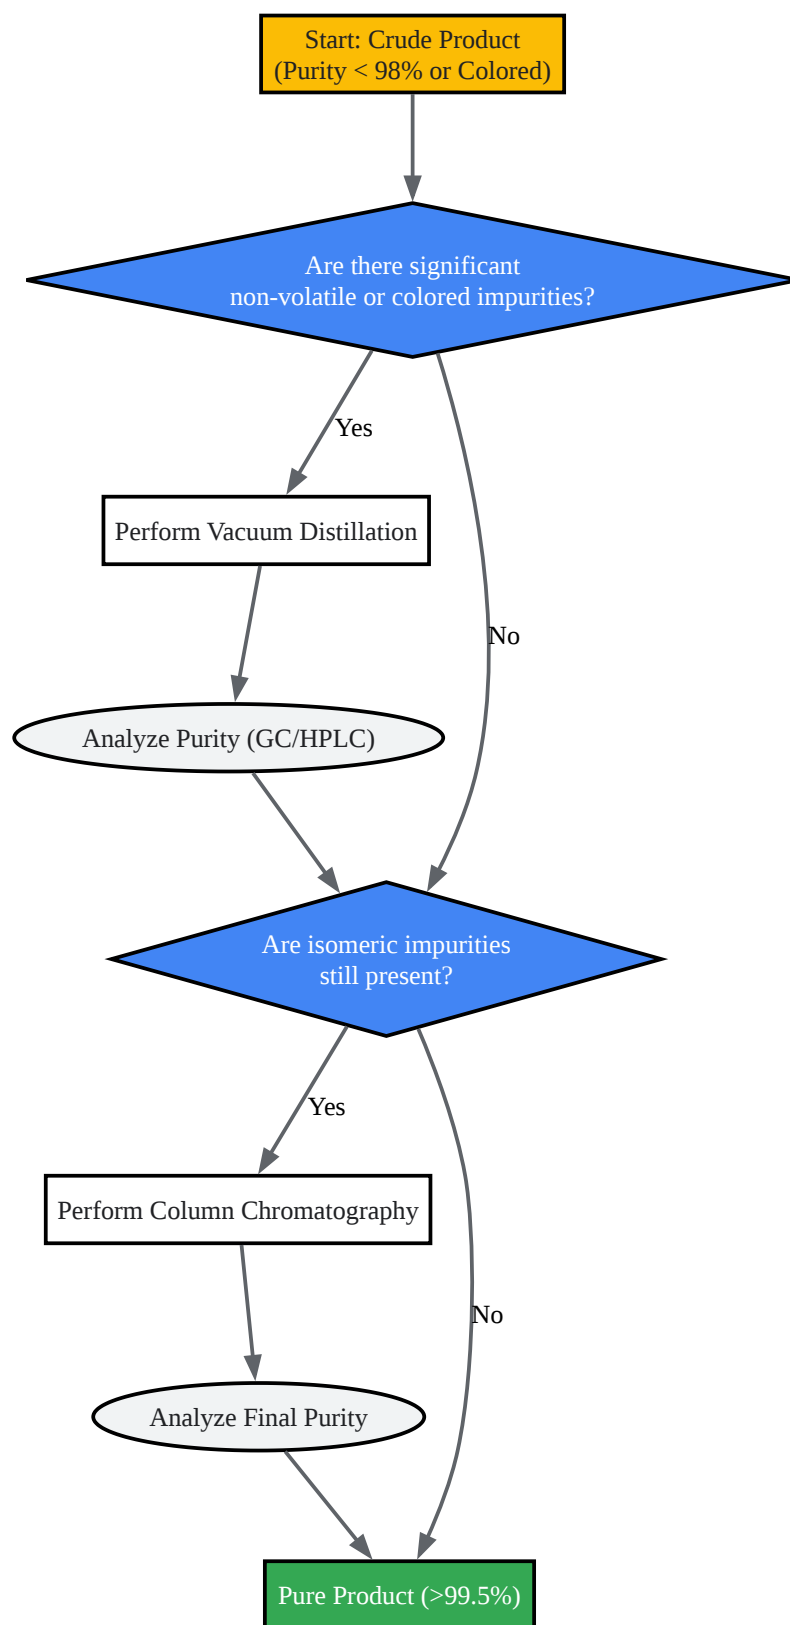 Start: Crude Product
(Purity < 98% or Colored)
Are there significant
non-volatile or colored impurities?
Yes
Perform Vacuum Distillation
No
Analyze Purity (GC/HPLC)
Are isomeric impurities
still present?
Yes
Perform Column Chromatography
No
Analyze Final Purity
Pure Product (>99.5%)